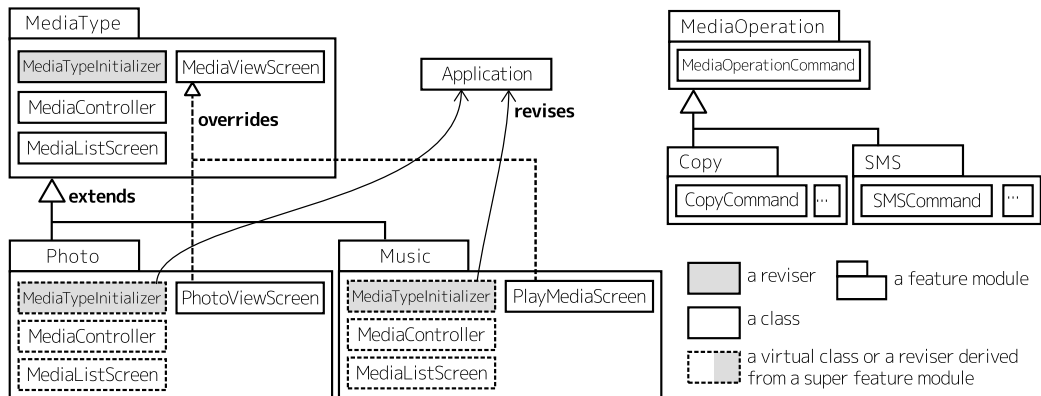 MediaType
MediaTypeInitializer
MediaViewScreen
MediaController
MediaListScreen
overrides
Application
revises
MediaOperation
MediaOperationCommand
Copy
CopyCommand
...
SMS
SMSCommand
...
extends
Photo
MediaTypeInitializer
PhotoViewScreen
MediaController
MediaListScreen
Music
MediaTypeInitializer
PlayMediaScreen
MediaController
MediaListScreen
a reviser
a feature module
a class
a virtual class or a reviser derived
from a super feature module